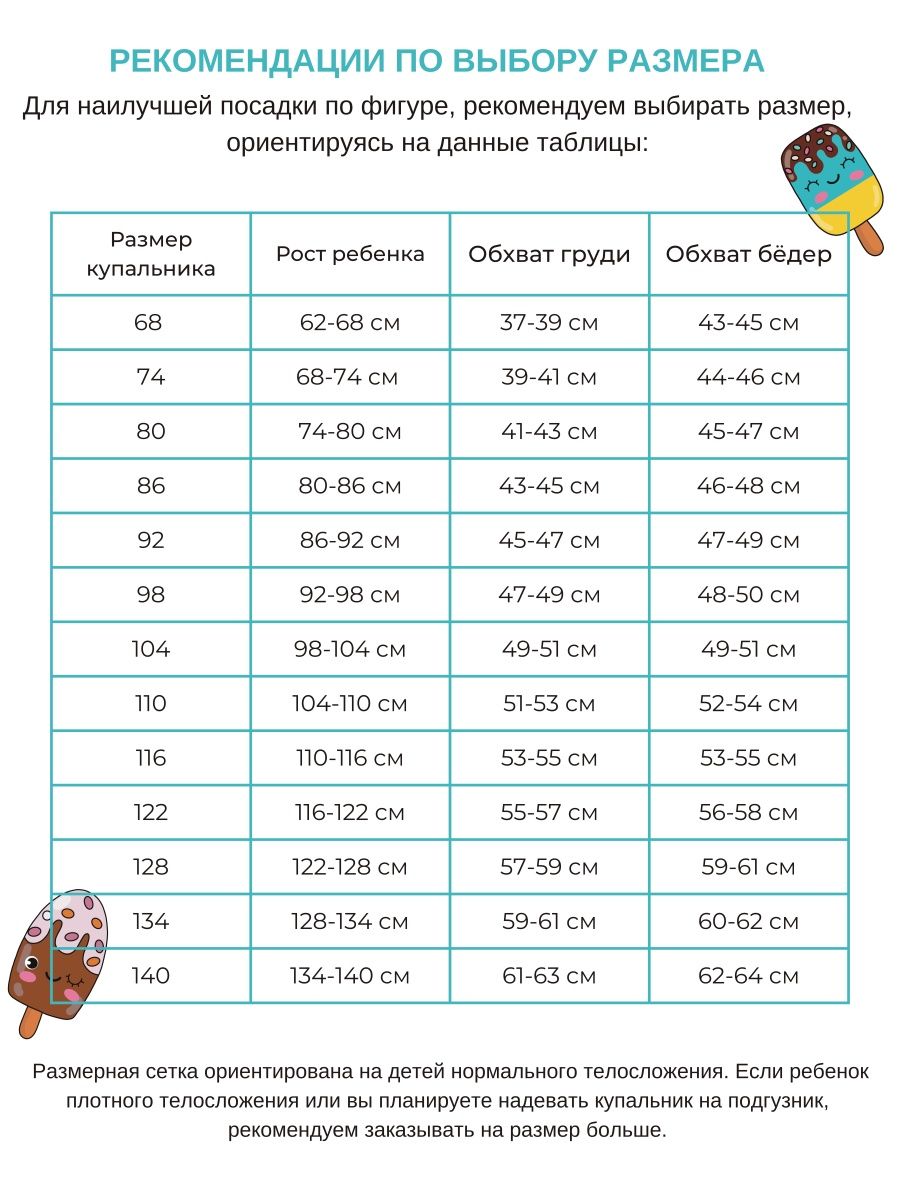 РЕКОМЕНДАЦИИ ПО ВЫБОРУ РАЗМЕРА
Для наилучшей посадки по фигуре, рекомендуем выбирать размер,
ориентируясь на данные таблицы:
Размер купальника Рост ребенка Обхват груди Обхват бёдер
68 62-68 см 37-39 см 43-45 см
74 68-74 см 39-41 см 44-46 см
80 74-80 см 41-43 см 45-47 см
86 80-86 см 43-45 см 46-48 см
92 86-92 см 45-47 см 47-49 см
98 92-98 см 47-49 см 48-50 см
104 98-104 см 49-51 см 49-51 см
110 104-110 см 51-53 см 52-54 см
116 110-116 см 53-55 см 53-55 см
122 116-122 см 55-57 см 56-58 см
128 122-128 см 57-59 см 59-61 см
134 128-134 см 59-61 см 60-62 см
140 134-140 см 61-63 см 62-64 см
Размерная сетка ориентирована на детей нормального телосложения. Если ребенок
плотного телосложения или вы планируете надевать купальник на подгузник,
рекомендуем заказывать на размер больше.